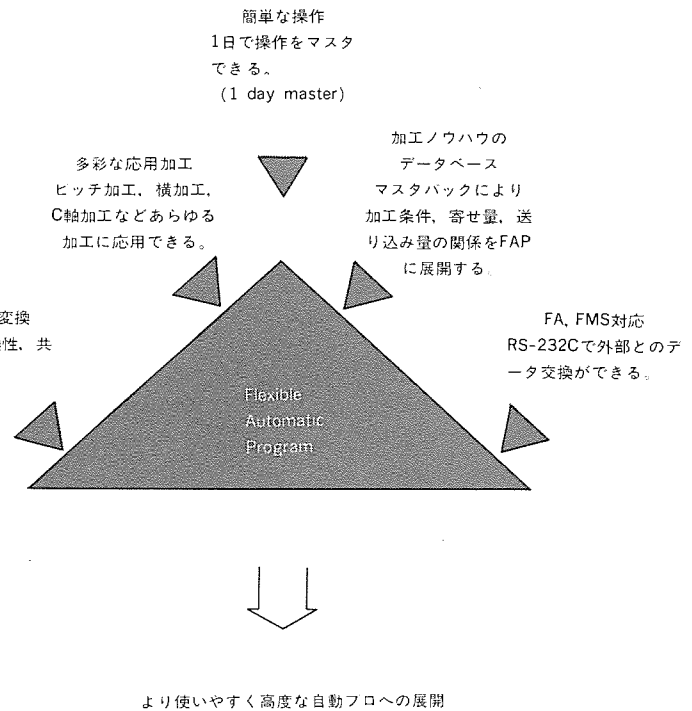 簡単な操作
1日で操作をマスタ
できる。
(1 day master)
多彩な応用加工
ピッチ加工，横加工，
C軸加工などあらゆる
加工に応用できる。
加工ノウハウの
データベース
マスタパックにより
加工条件，寄せ量，送
り込み量の関係をFAP
に展開する。
変換
性，共
FA, FMS対応
RS-232Cで外部とのデ
ータ交換ができる。
Flexible
Automatic
Program
より使いやすく高度な自動プロへの展開